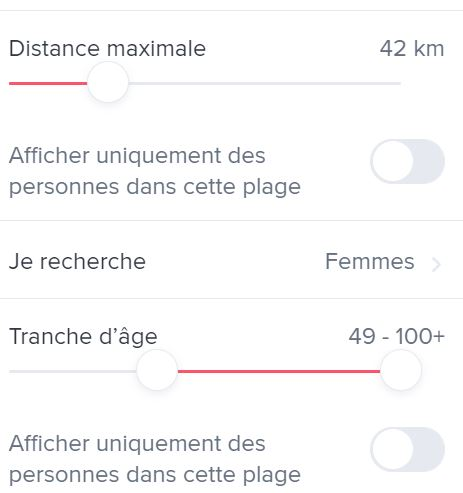 Distance maximale 42 km
Afficher uniquement des
personnes dans cette plage
Je recherche Femmes
Tranche d’âge 49 - 100+
Afficher uniquement des
personnes dans cette plage